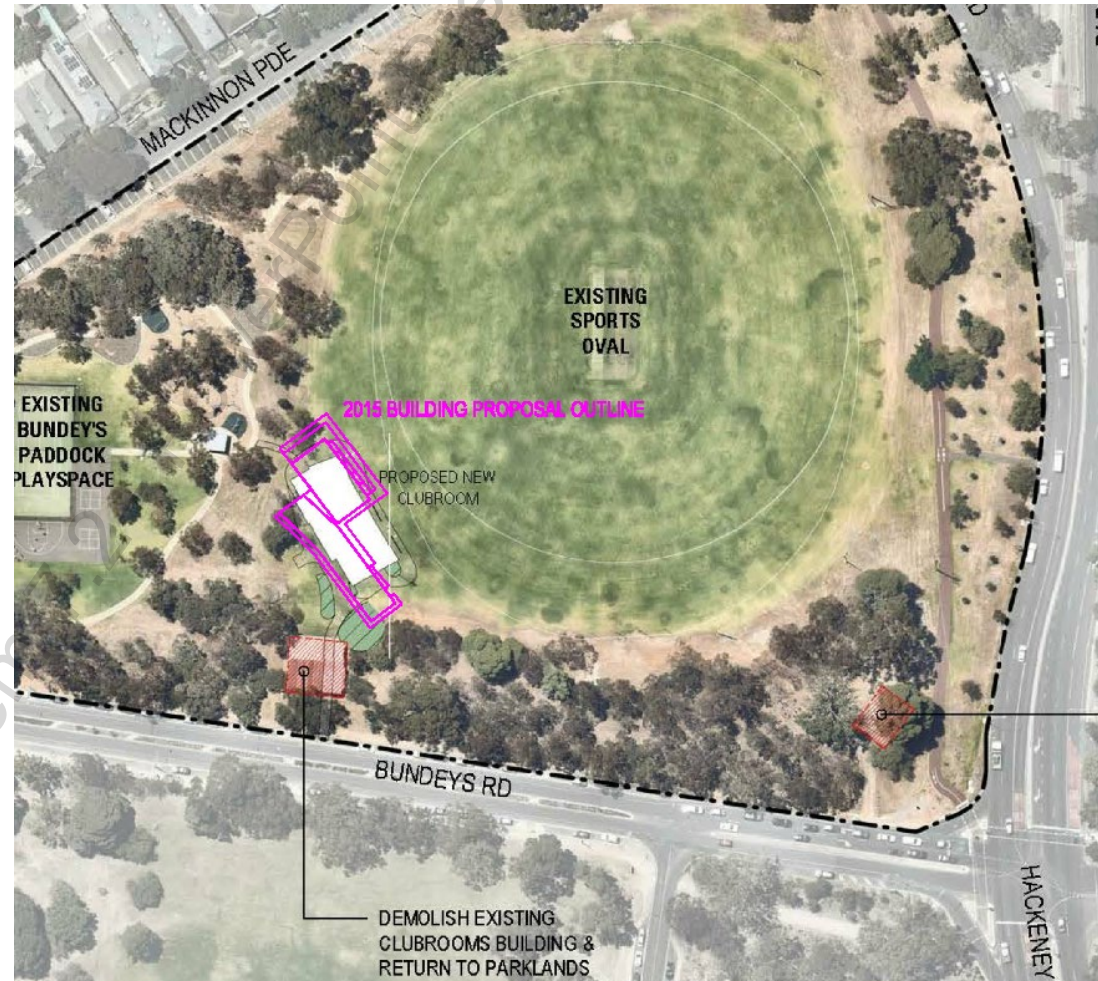 MACKINNON PDE
EXISTING
SPORTS
OVAL
2015 BUILDING PROPOSAL OUTLINE
EXISTING
BUNDEY'S
PADDOCK
PLAYSPACE
PROPOSED NEW
CLUBROOM
BUNDEYS RD
DEMOLISH EXISTING
CLUBROOMS BUILDING &
RETURN TO PARKLANDS
HACKENEY